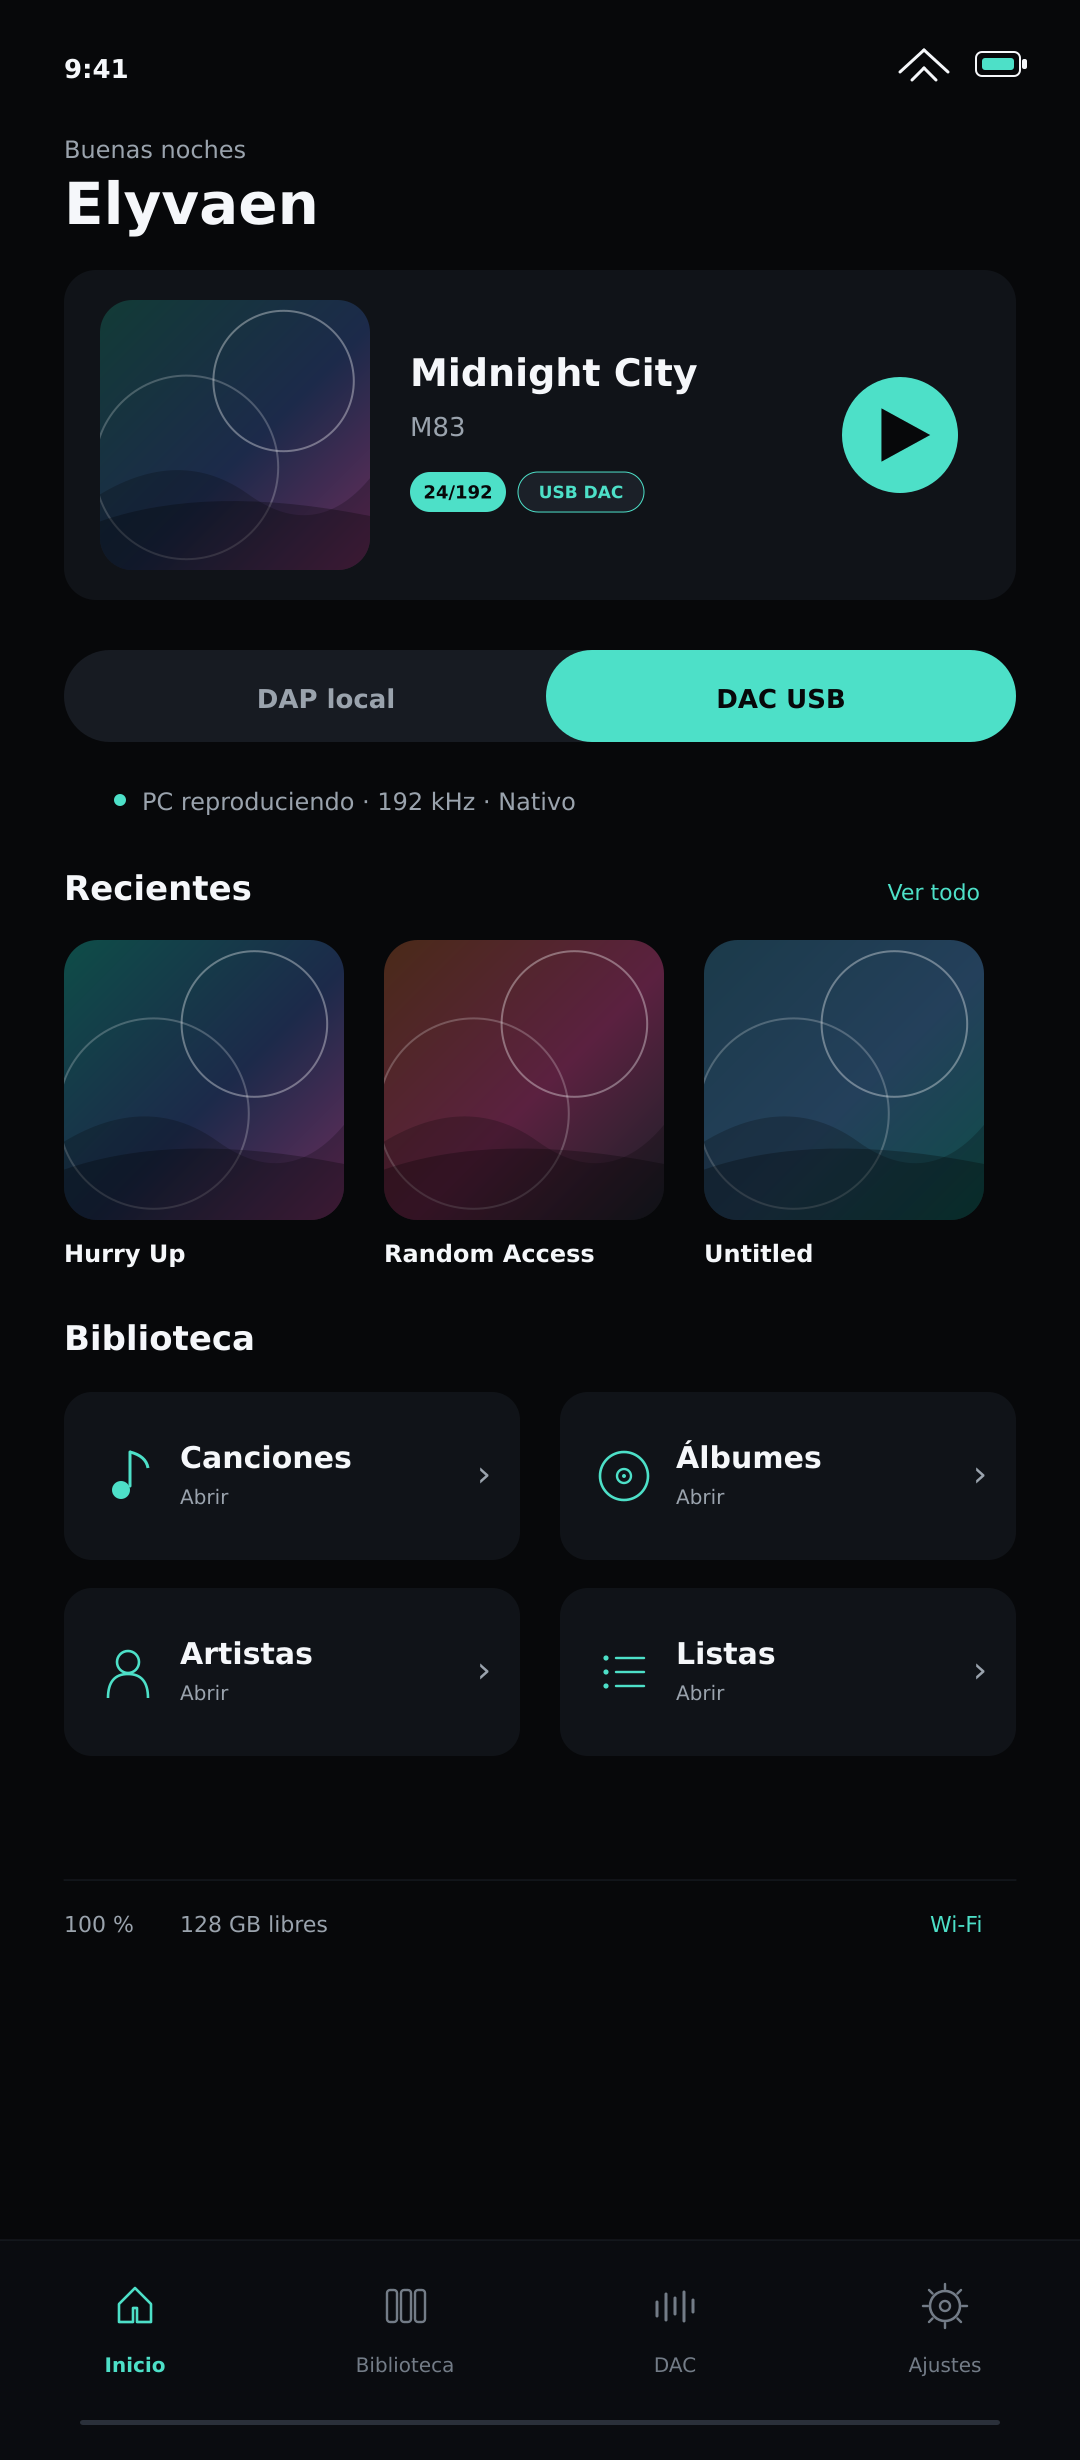 9:41
Buenas noches
Elyvaen
Midnight City
M83
24/192 USB DAC
DAP local DAC USB
PC reproduciendo · 192 kHz · Nativo
Recientes Ver todo
Hurry Up Random Access Untitled
Biblioteca
Canciones
Abrir
Álbumes
Abrir
Artistas
Abrir
Listas
Abrir
100 % 128 GB libres Wi-Fi
Inicio Biblioteca DAC Ajustes